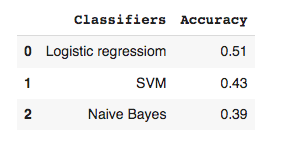 Classifiers Accuracy
0 Logistic regressiom 0.51
1 SVM 0.43
2 Naive Bayes 0.39